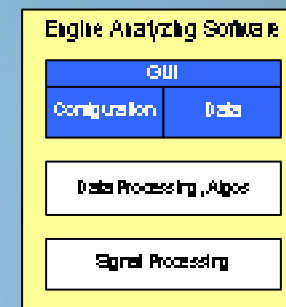 Engine Analyzing Software
GUI
Configuration Data
Data Processing, Algos
Signal Processing